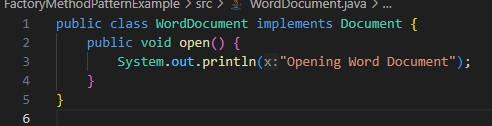 FactoryMethodPatternExample > src > WordDocument.java > ...
1 public class WordDocument implements Document {
2     public void open() {
3         System.out.println(x:"Opening Word Document");
4     }
5 }
6